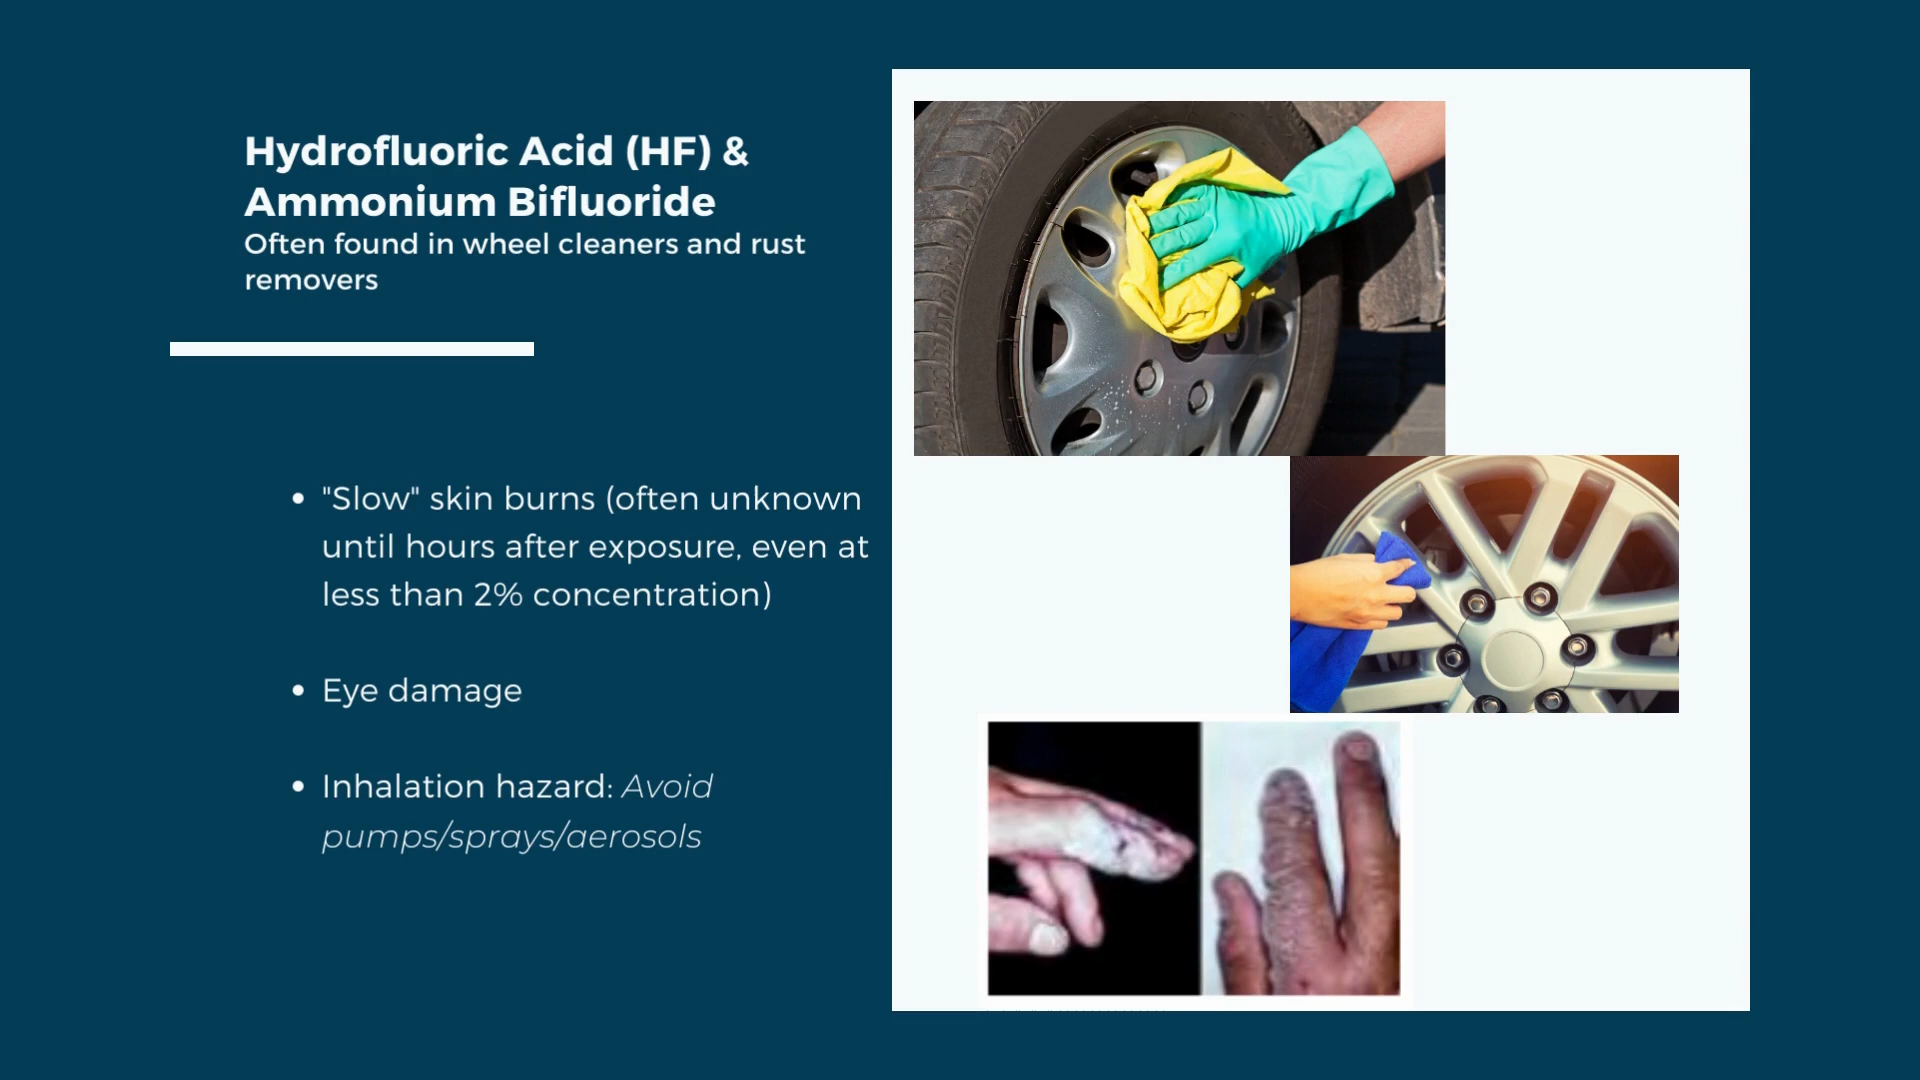 Hydrofluoric Acid (HF) &
Ammonium Bifluoride
Often found in wheel cleaners and rust
removers
• "Slow" skin burns (often unknown
until hours after exposure, even at
less than 2% concentration)
• Eye damage
• Inhalation hazard: Avoid
pumps/sprays/aerosols